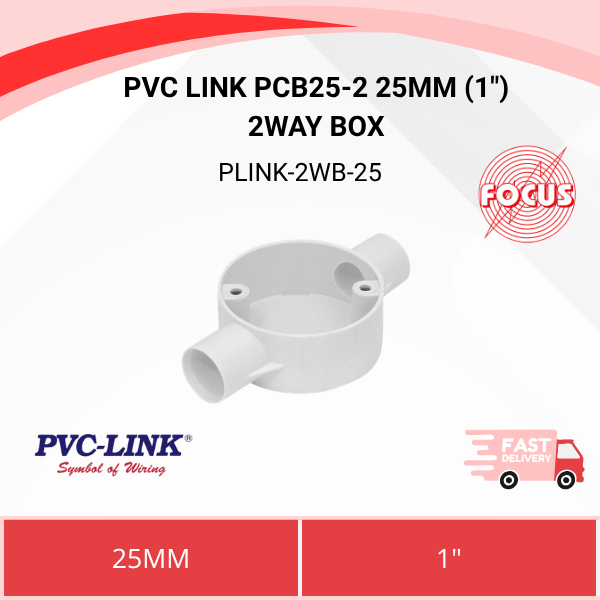 PVC LINK PCB25-2 25MM (1")
2WAY BOX
PLINK-2WB-25
FOCUS
PVC-LINK®
Symbol of Wiring
FAST
DELIVERY
25MM
1"